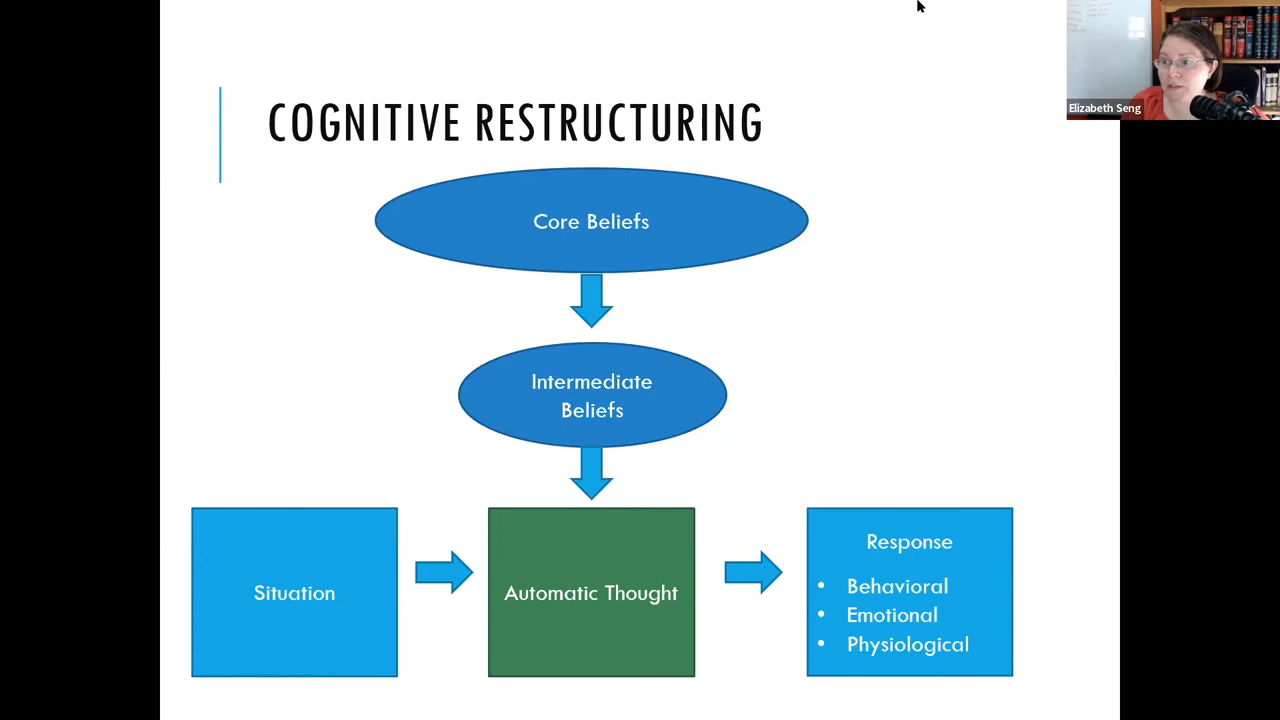 Elizabeth Seng
COGNITIVE RESTRUCTURING
Core Beliefs
Intermediate
Beliefs
Situation
Automatic Thought
Response
• Behavioral
• Emotional
• Physiological